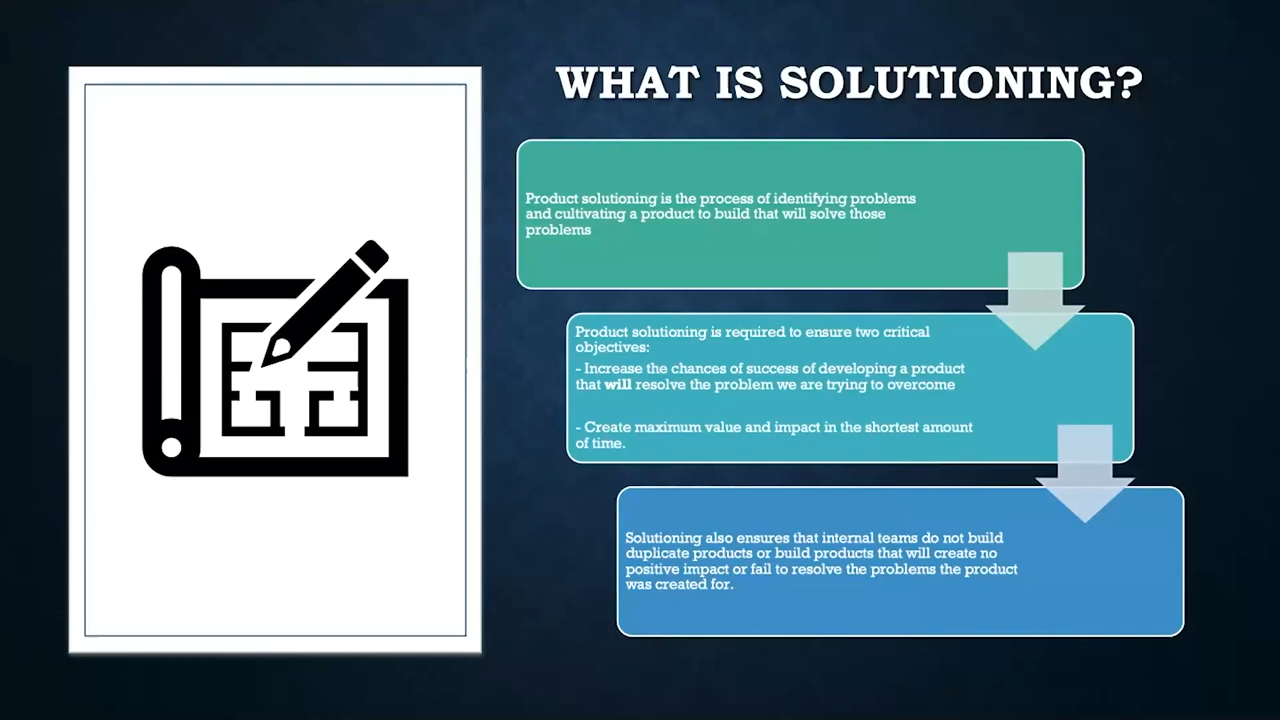 WHAT IS SOLUTIONING?
Product solutioning is the process of identifying problems
and cultivating a product to build that will solve those
problems
Product solutioning is required to ensure two critical
objectives:
- Increase the chances of success of developing a product
that will resolve the problem we are trying to overcome
- Create maximum value and impact in the shortest amount
of time.
Solutioning also ensures that internal teams do not build
duplicate products or build products that will create no
positive impact or fail to resolve the problems the product
was created for.